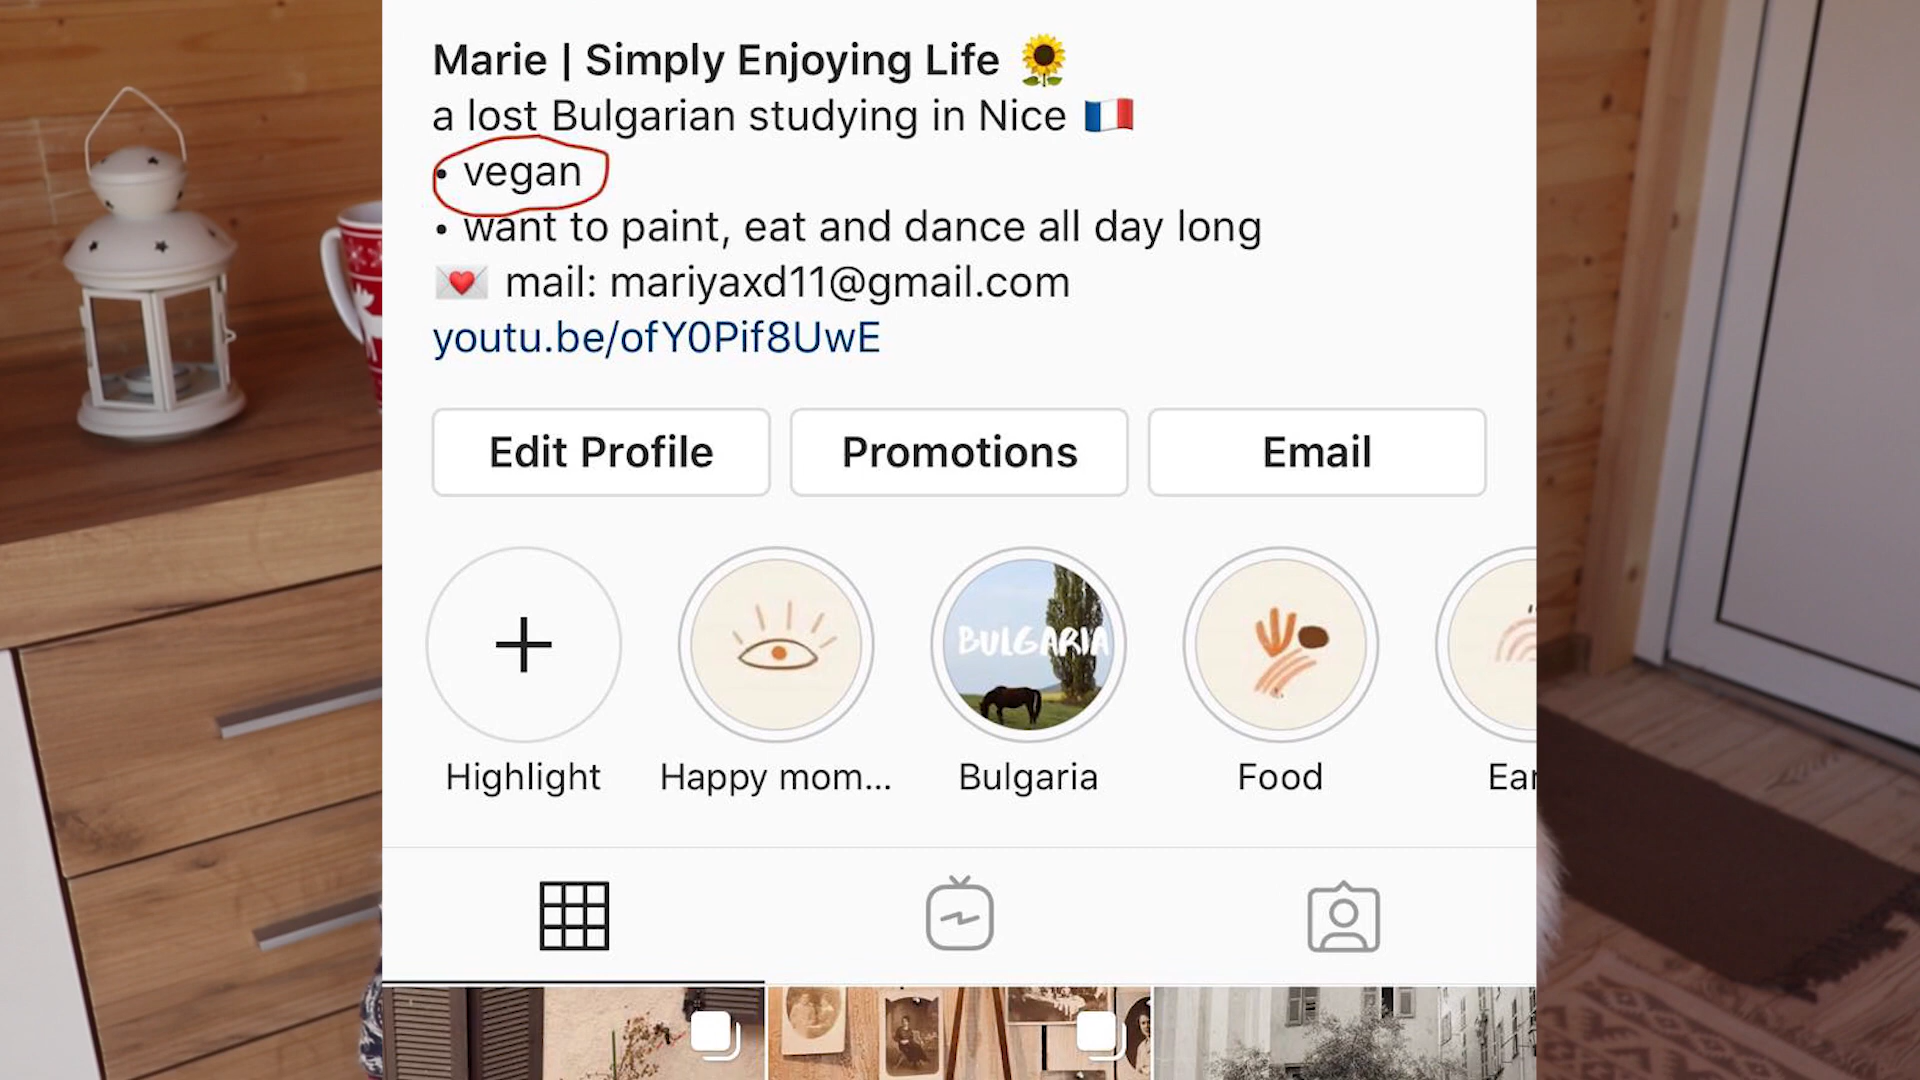 Marie | Simply Enjoying Life 🌻
a lost Bulgarian studying in Nice 🇫🇷
• vegan
• want to paint, eat and dance all day long
💌 mail: mariyaxd11@gmail.com
youtu.be/ofY0Pif8UwE
Edit Profile Promotions Email
BULGARIA
Highlight Happy mom... Bulgaria Food Ear